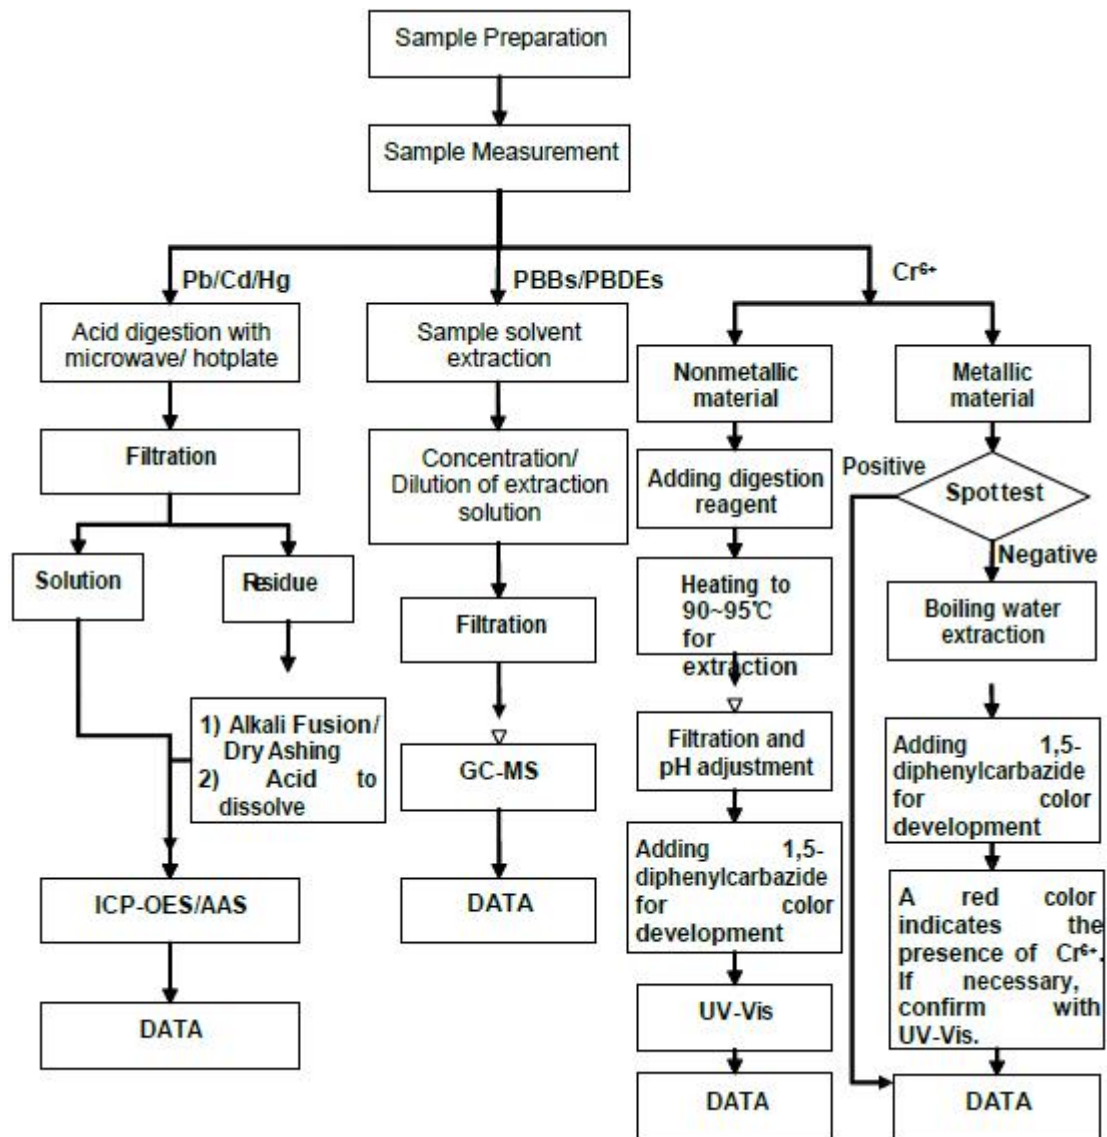 Sample Preparation
Sample Measurement
Pb/Cd/Hg
Acid digestion with
microwave/ hotplate
Filtration
Solution
Residue
1) Alkali Fusion/
Dry Ashing
2) Acid to
dissolve
ICP-OES/AAS
DATA
PBBs/PBDEs
Sample solvent
extraction
Concentration/
Dilution of extraction
solution
Filtration
GC-MS
DATA
Cr⁶⁺
Nonmetallic
material
Adding digestion
reagent
Heating to
90~95℃
for
extraction
Filtration and
pH adjustment
Adding 1,5-
diphenylcarbazide
for color
development
UV-Vis
DATA
Metallic
material
Spot test
Positive
Negative
Boiling water
extraction
Adding 1,5-
diphenylcarbazide
for color
development
A red color
indicates the
presence of Cr⁶⁺.
If necessary,
confirm with
UV-Vis.
DATA